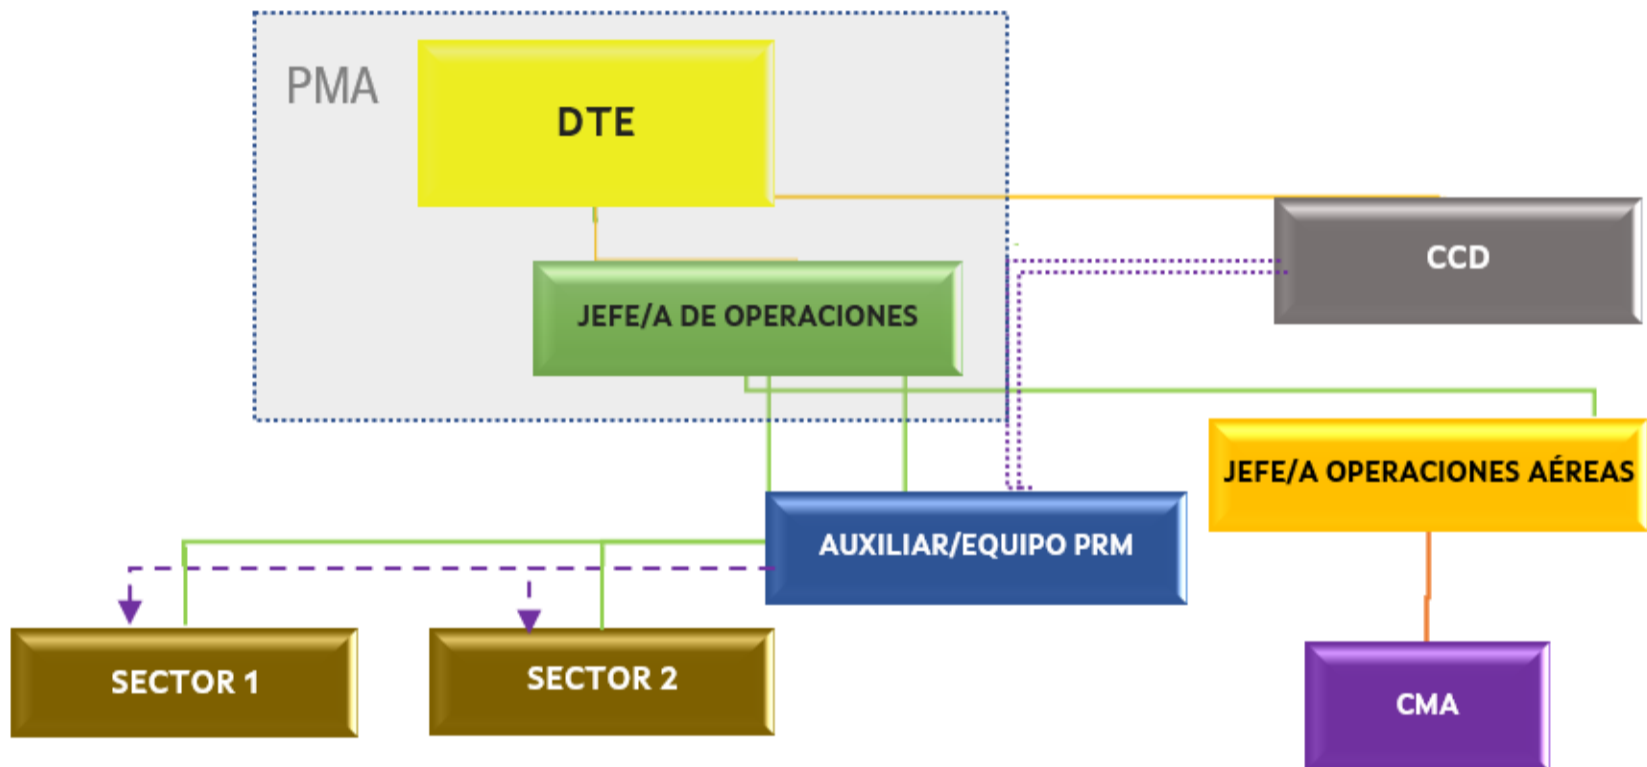 PMA
DTE
CCD
JEFE/A DE OPERACIONES
JEFE/A OPERACIONES AÉREAS
AUXILIAR/EQUIPO PRM
SECTOR 1
SECTOR 2
CMA